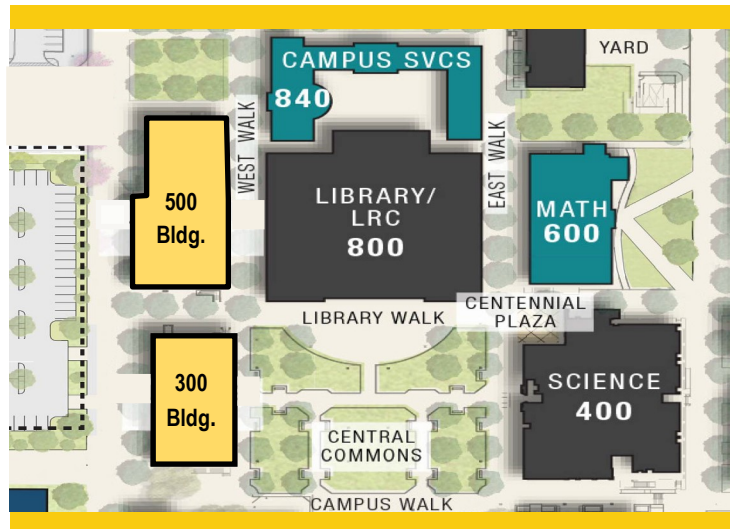 YARD
CAMPUS SVCS
840
WEST WALK
EAST WALK
500
Bldg.
LIBRARY/
LRC
800
MATH
600
CENTENNIAL
PLAZA
LIBRARY WALK
300
Bldg.
SCIENCE
400
CENTRAL
COMMONS
CAMPUS WALK